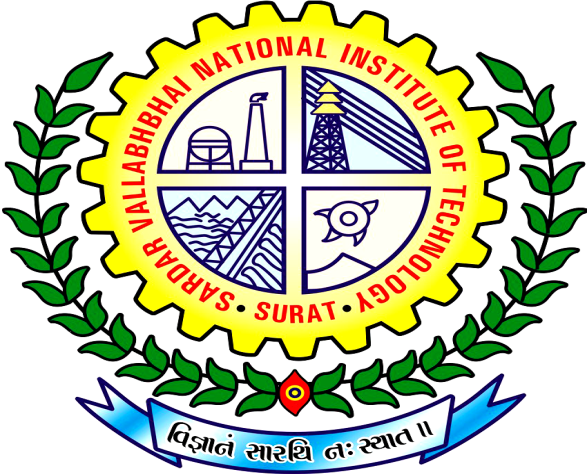 SARDAR VALLABHBHAI NATIONAL INSTITUTE OF TECHNOLOGY
• SURAT •
વિજ્ઞાનં સારથિ નઃ સ્યાત ॥